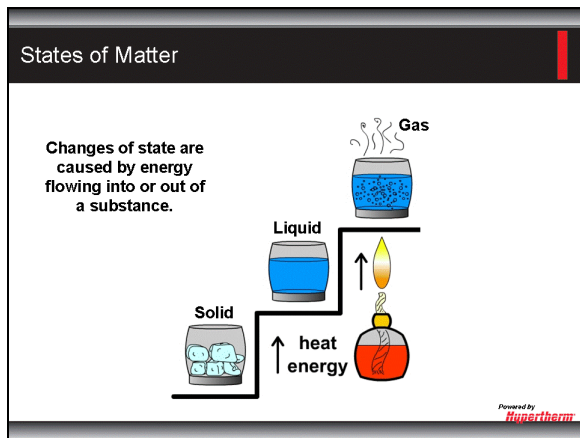 States of Matter
Changes of state are
caused by energy
flowing into or out of
a substance.
Gas
Liquid
Solid
heat
energy
Powered by
Hypertherm